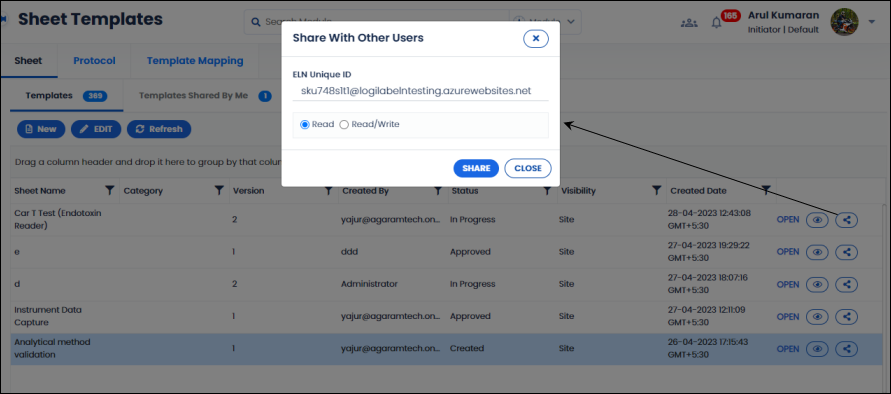 Sheet Templates
Search Module
Module
165
Arul Kumaran
Initiator | Default
Sheet
Protocol
Template Mapping
Templates 369
Templates Shared By Me 1
New
EDIT
Refresh
Drag a column header and drop it here to group by that colu
Share With Other Users
ELN Unique ID
sku748s1t1@logilabelntesting.azurewebsites.net
Read
Read/Write
SHARE
CLOSE
Sheet Name
Category
Version
Created By
Status
Visibility
Created Date
Car T Test (Endotoxin
Reader)
2
yajur@agaramtech.on...
In Progress
Site
28-04-2023 12:43:08
GMT+5:30
OPEN
e
1
ddd
Approved
Site
27-04-2023 19:29:22
GMT+5:30
OPEN
d
2
Administrator
In Progress
Site
27-04-2023 18:07:16
GMT+5:30
OPEN
Instrument Data
Capture
1
yajur@agaramtech.on...
Approved
Site
27-04-2023 12:11:09
GMT+5:30
OPEN
Analytical method
validation
1
yajur@agaramtech.on...
Created
Site
26-04-2023 17:15:43
GMT+5:30
OPEN